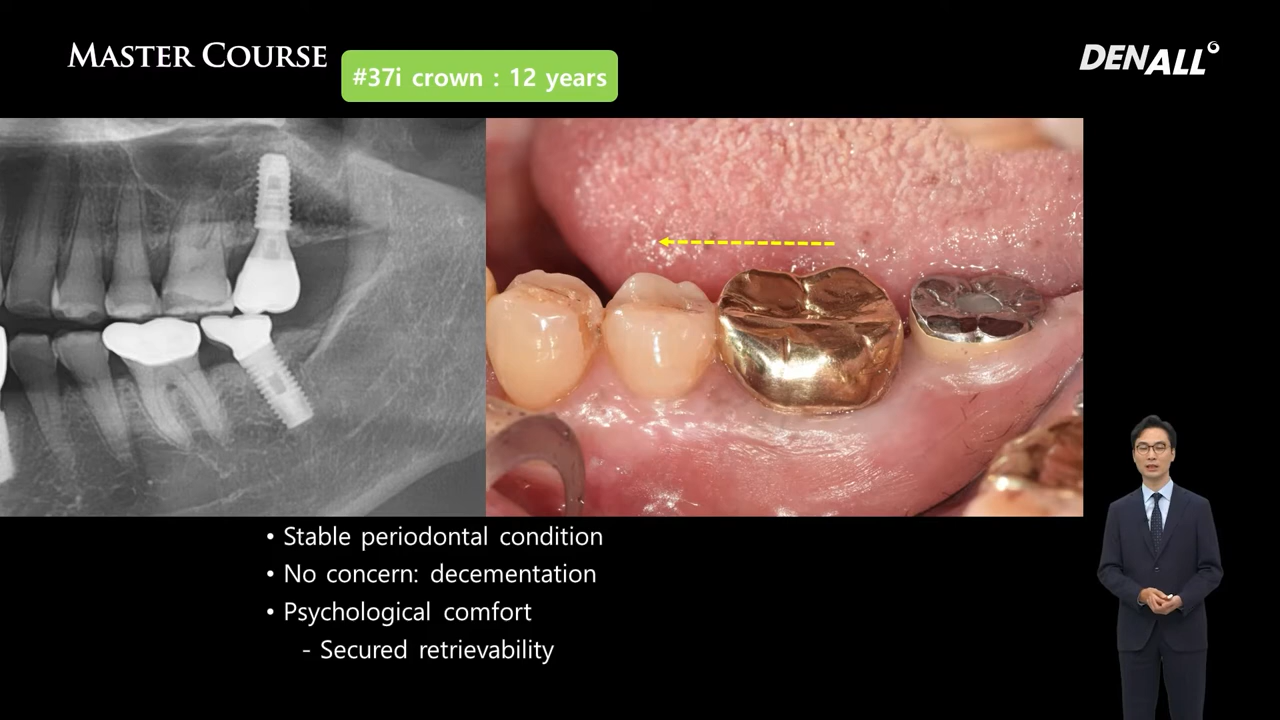 MASTER COURSE
#37i crown : 12 years
DENALL
• Stable periodontal condition
• No concern: decementation
• Psychological comfort
- Secured retrievability